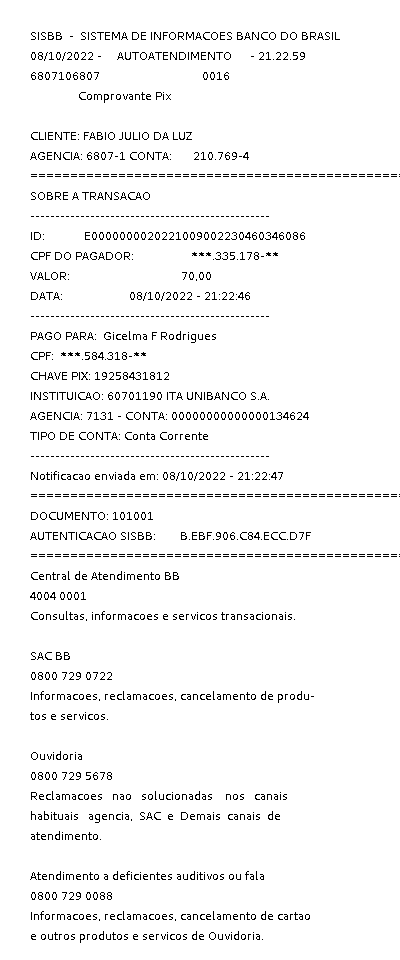 SISBB - SISTEMA DE INFORMACOES BANCO DO BRASIL
08/10/2022 - AUTOATENDIMENTO - 21.22.59
6807106807 0016
Comprovante Pix
CLIENTE: FABIO JULIO DA LUZ
AGENCIA: 6807-1 CONTA: 210.769-4
================================================
SOBRE A TRANSACAO
------------------------------------------------
ID: E0000000020221009002230460346086
CPF DO PAGADOR: ***.335.178-**
VALOR: 70,00
DATA: 08/10/2022 - 21:22:46
------------------------------------------------
PAGO PARA: Gicelma F Rodrigues
CPF: ***.584.318-**
CHAVE PIX: 19258431812
INSTITUICAO: 60701190 ITA UNIBANCO S.A.
AGENCIA: 7131 - CONTA: 00000000000000134624
TIPO DE CONTA: Conta Corrente
------------------------------------------------
Notificacao enviada em: 08/10/2022 - 21:22:47
================================================
DOCUMENTO: 101001
AUTENTICACAO SISBB: B.EBF.906.C84.ECC.D7F
================================================
Central de Atendimento BB
4004 0001
Consultas, informacoes e servicos transacionais.
SAC BB
0800 729 0722
Informacoes, reclamacoes, cancelamento de produ-
tos e servicos.
Ouvidoria
0800 729 5678
Reclamacoes nao solucionadas nos canais
habituais agencia, SAC e Demais canais de
atendimento.
Atendimento a deficientes auditivos ou fala
0800 729 0088
Informacoes, reclamacoes, cancelamento de cartao
e outros produtos e servicos de Ouvidoria.